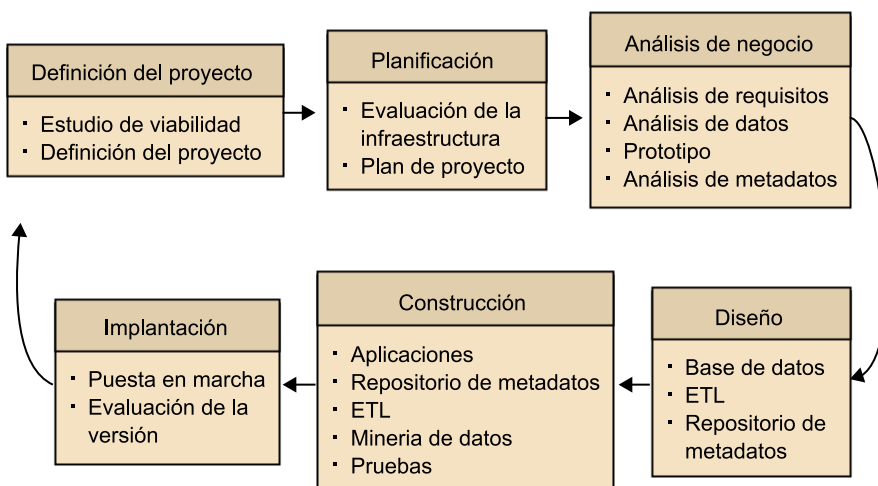 Definición del proyecto
▪ Estudio de viabilidad
▪ Definición del proyecto
Planificación
▪ Evaluación de la
infraestructura
▪ Plan de proyecto
Análisis de negocio
▪ Análisis de requisitos
▪ Análisis de datos
▪ Prototipo
▪ Análisis de metadatos
Diseño
▪ Base de datos
▪ ETL
▪ Repositorio de
metadatos
Construcción
▪ Aplicaciones
▪ Repositorio de metadatos
▪ ETL
▪ Mineria de datos
▪ Pruebas
Implantación
▪ Puesta en marcha
▪ Evaluación de la
versión